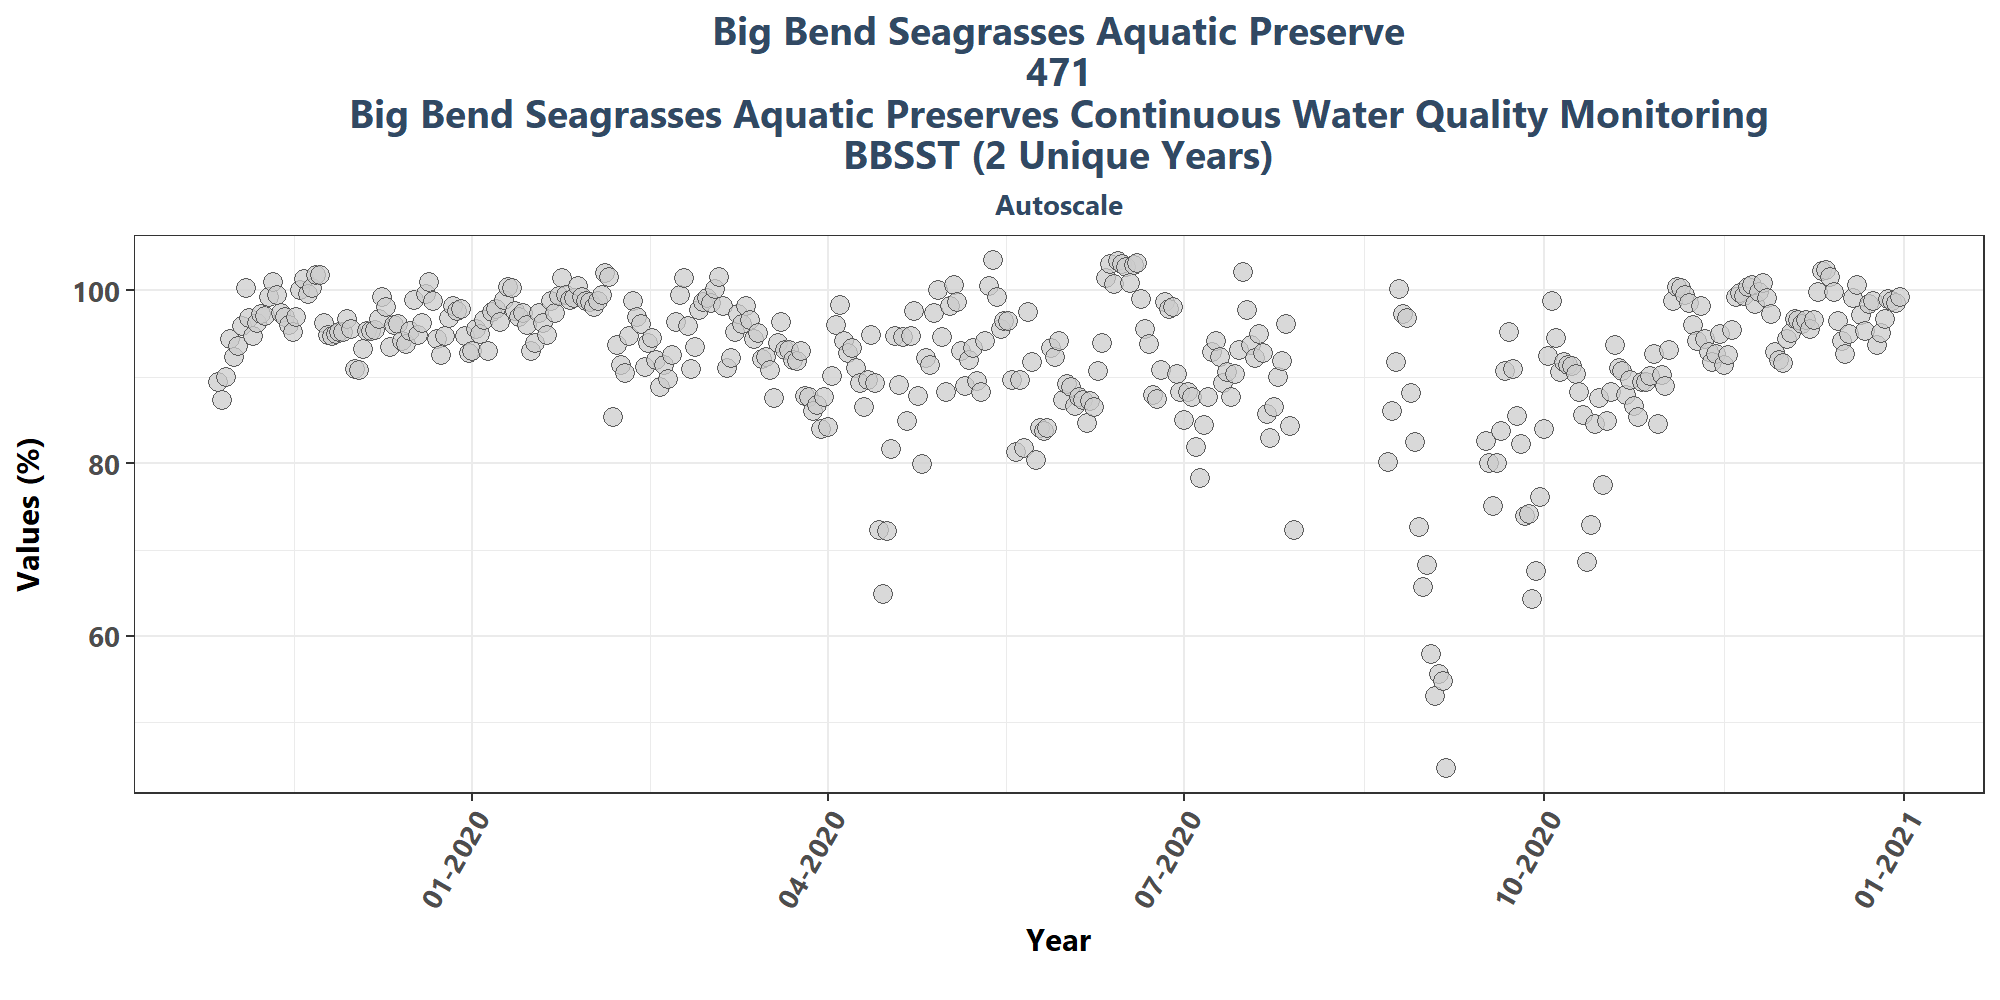 Big Bend Seagrasses Aquatic Preserve
471
Big Bend Seagrasses Aquatic Preserves Continuous Water Quality Monitoring
BBSST (2 Unique Years)
Autoscale
Values (%)
100
80
60
01-2020
04-2020
07-2020
10-2020
01-2021
Year